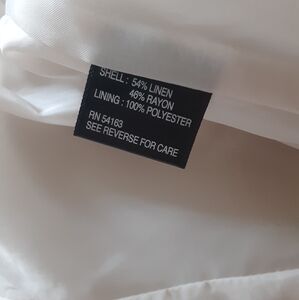 SHELL: 54% LINEN
46% RAYON
LINING: 100% POLYESTER
RN 54163
SEE REVERSE FOR CARE